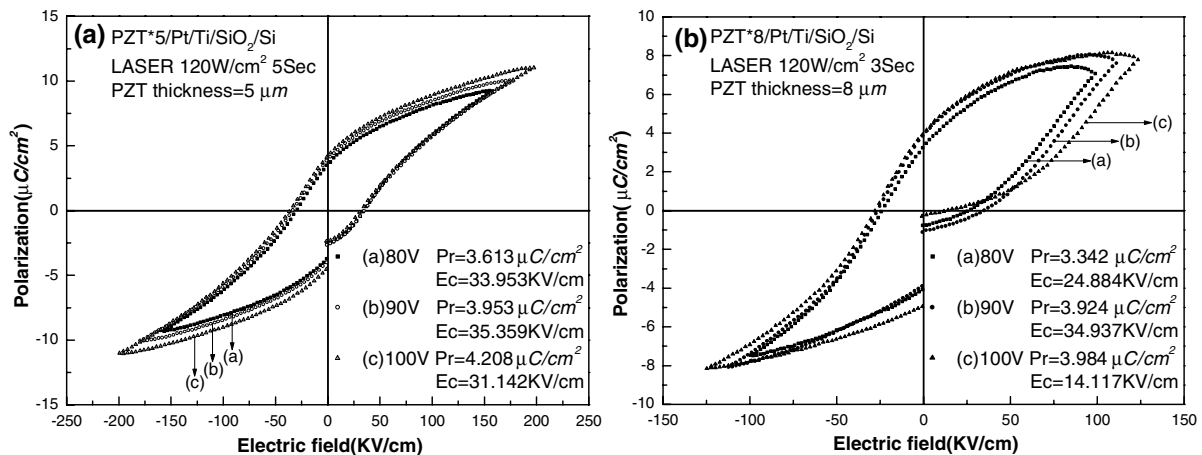 (a)
PZT*5/Pt/Ti/SiO2/Si
LASER 120W/cm² 5Sec
PZT thickness=5 μm
Polarization(μC/cm²)
15
10
5
0
-5
-10
-15
(a)80V Pr=3.613 μC/cm²
Ec=33.953KV/cm
(b)90V Pr=3.953 μC/cm²
Ec=35.359KV/cm
(c)100V Pr=4.208 μC/cm²
Ec=31.142KV/cm
(a)
(b)
(c)
-250 -200 -150 -100 -50 0 50 100 150 200 250
Electric field(KV/cm)
(b)
PZT*8/Pt/Ti/SiO2/Si
LASER 120W/cm² 3Sec
PZT thickness=8 μm
Polarization( μC/cm²)
10
8
6
4
2
0
-2
-4
-6
-8
-10
(c)
(b)
(a)
(a)80V Pr=3.342 μC/cm²
Ec=24.884KV/cm
(b)90V Pr=3.924 μC/cm²
Ec=34.937KV/cm
(c)100V Pr=3.984 μC/cm²
Ec=14.117KV/cm
-150 -100 -50 0 50 100 150
Electric field(KV/cm)